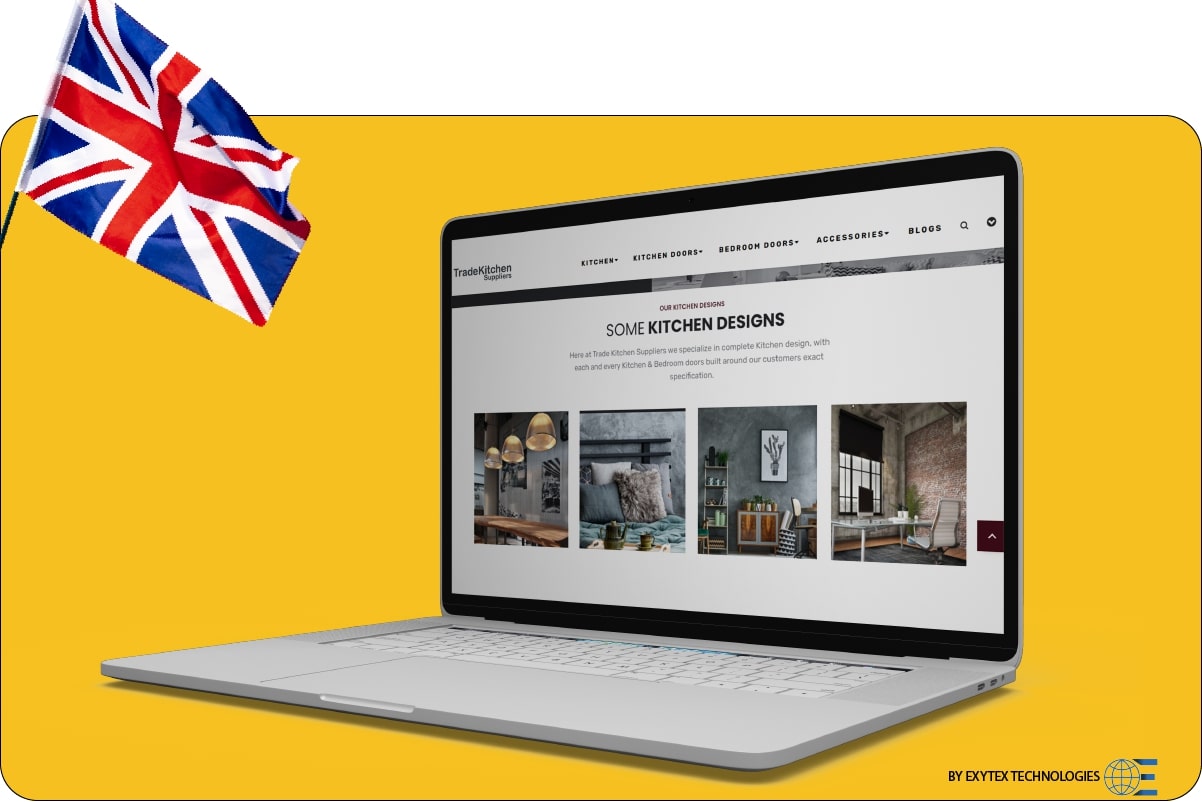 TradeKitchen
Suppliers
KITCHEN
KITCHEN DOORS
BEDROOM DOORS
ACCESSORIES
BLOGS
OUR KITCHEN DESIGNS
SOME KITCHEN DESIGNS
Here at Trade Kitchen Suppliers we specialize in complete Kitchen design, with
each and every Kitchen & Bedroom doors built around our customers exact
specification.
BY EXYTEX TECHNOLOGIES